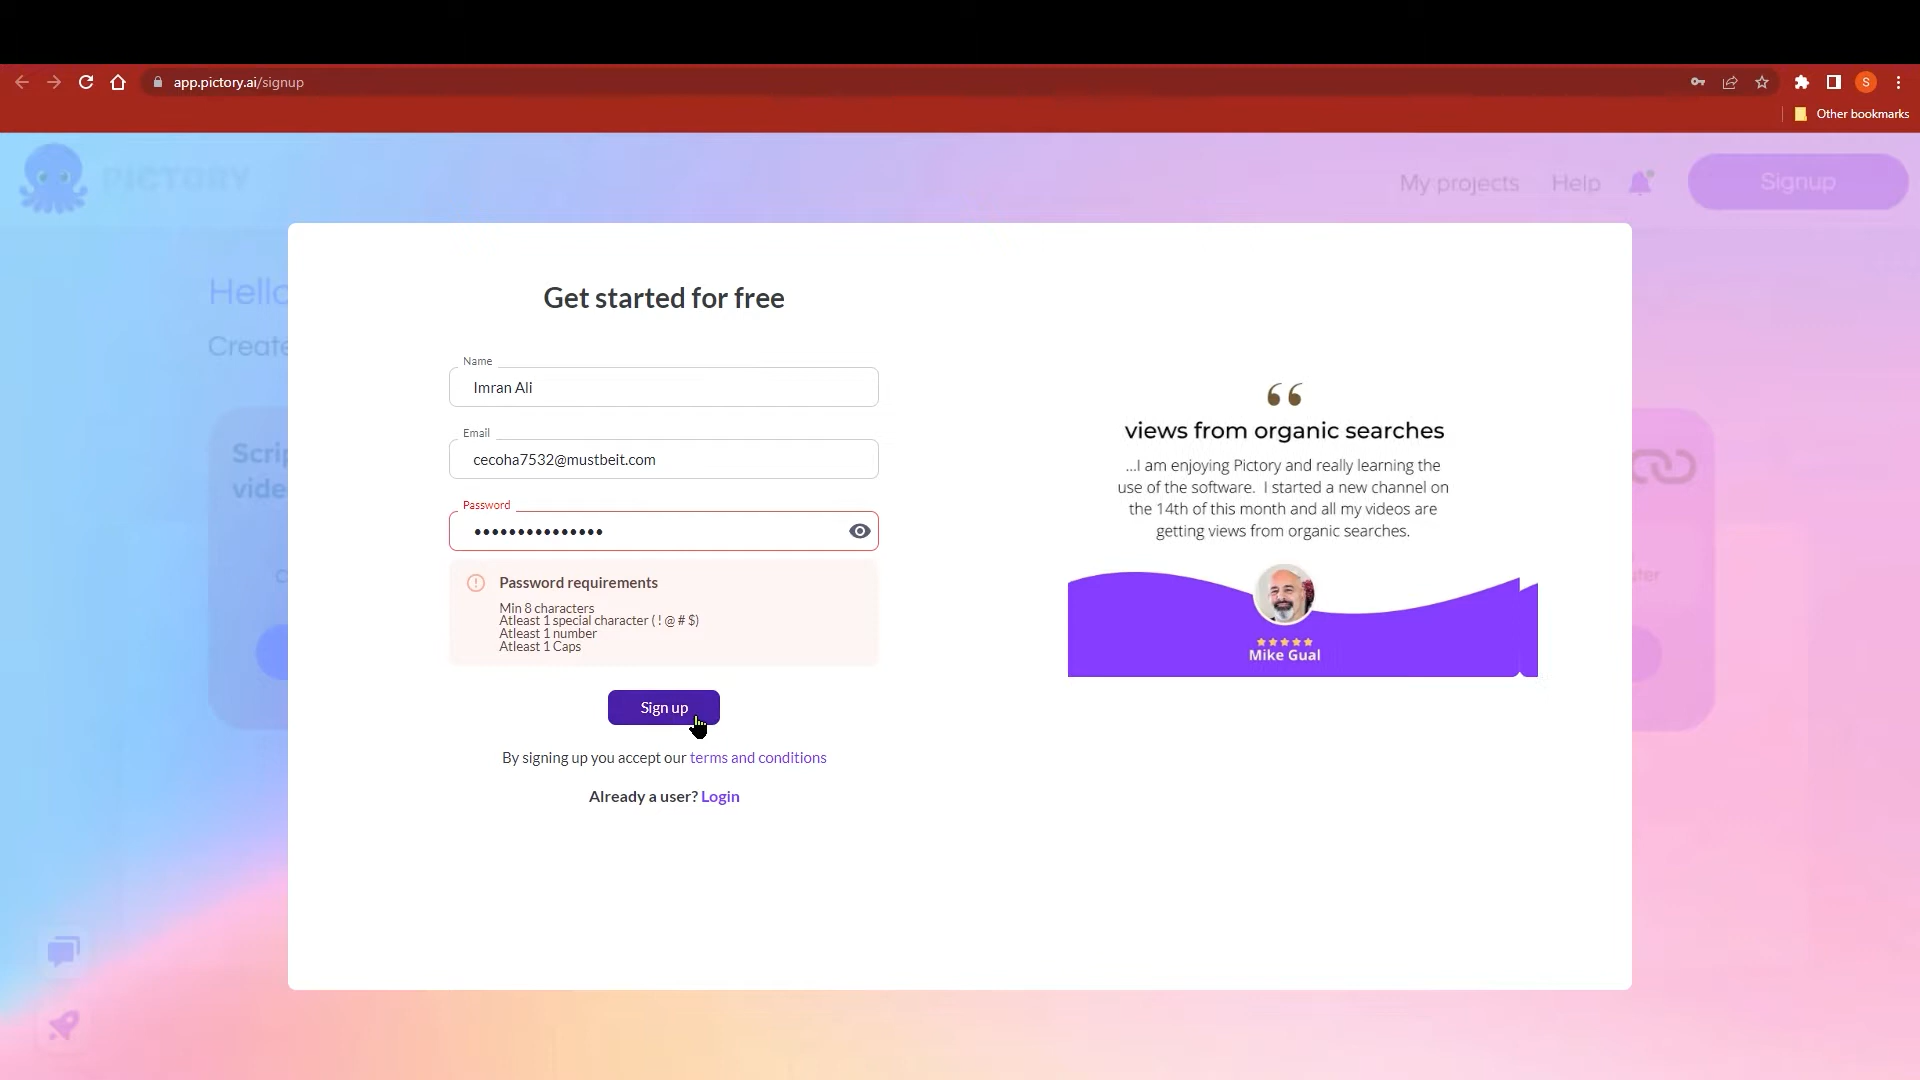 app.pictory.ai/signup
S
Other bookmarks
PICTORY
My projects
Help
Signup
Hello
Create
Get started for free
Name
Imran Ali
Email
cecoha7532@mustbeit.com
Password
•••••••••••••••
Password requirements
Min 8 characters
Atleast 1 special character ( ! @ # $)
Atleast 1 number
Atleast 1 Caps
Sign up
By signing up you accept our terms and conditions
Already a user? Login
“
views from organic searches
...I am enjoying Pictory and really learning the
use of the software. I started a new channel on
the 14th of this month and all my videos are
getting views from organic searches.
Mike Gual